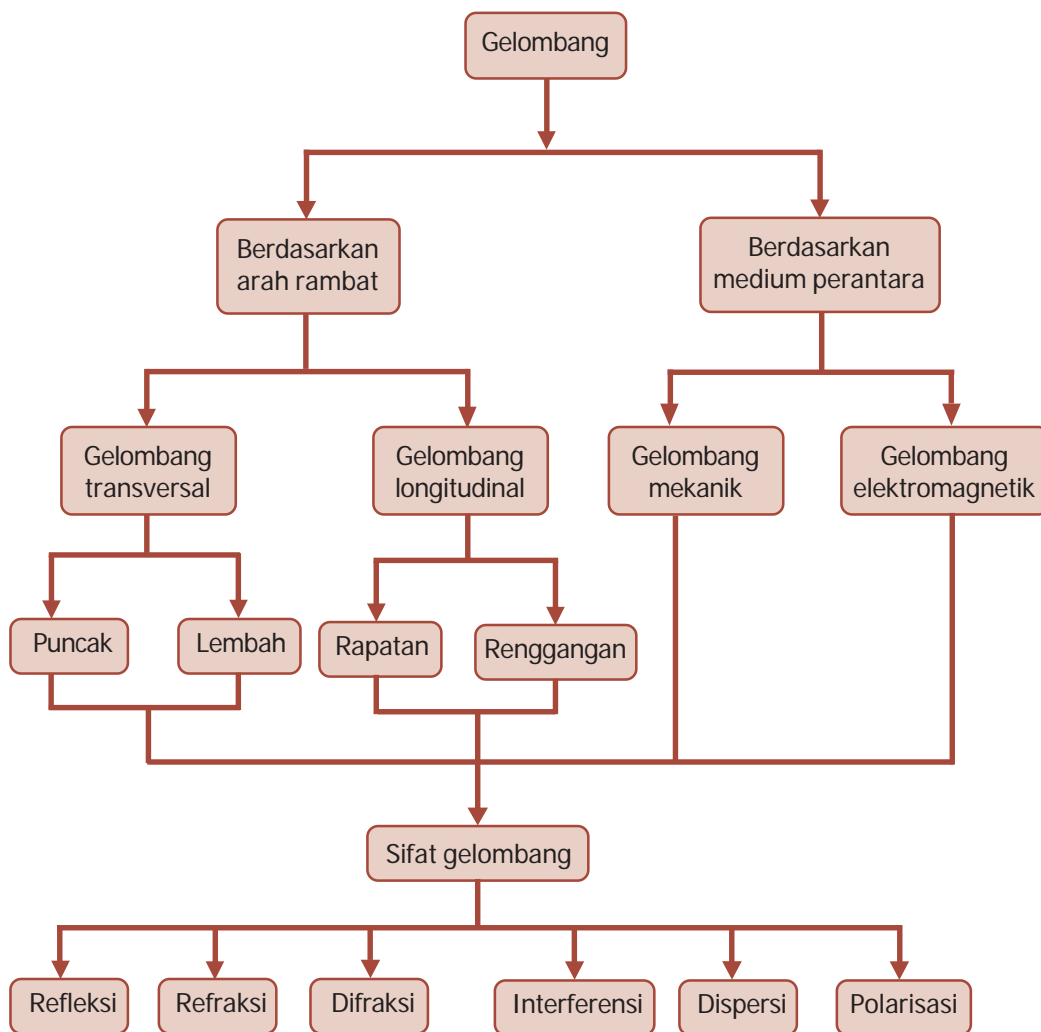 Gelombang
Berdasarkan
arah rambat
Berdasarkan
medium perantara
Gelombang
transversal
Gelombang
longitudinal
Gelombang
mekanik
Gelombang
elektromagnetik
Puncak
Lembah
Rapatan
Renggangan
Sifat gelombang
Refleksi
Refraksi
Difraksi
Interferensi
Dispersi
Polarisasi